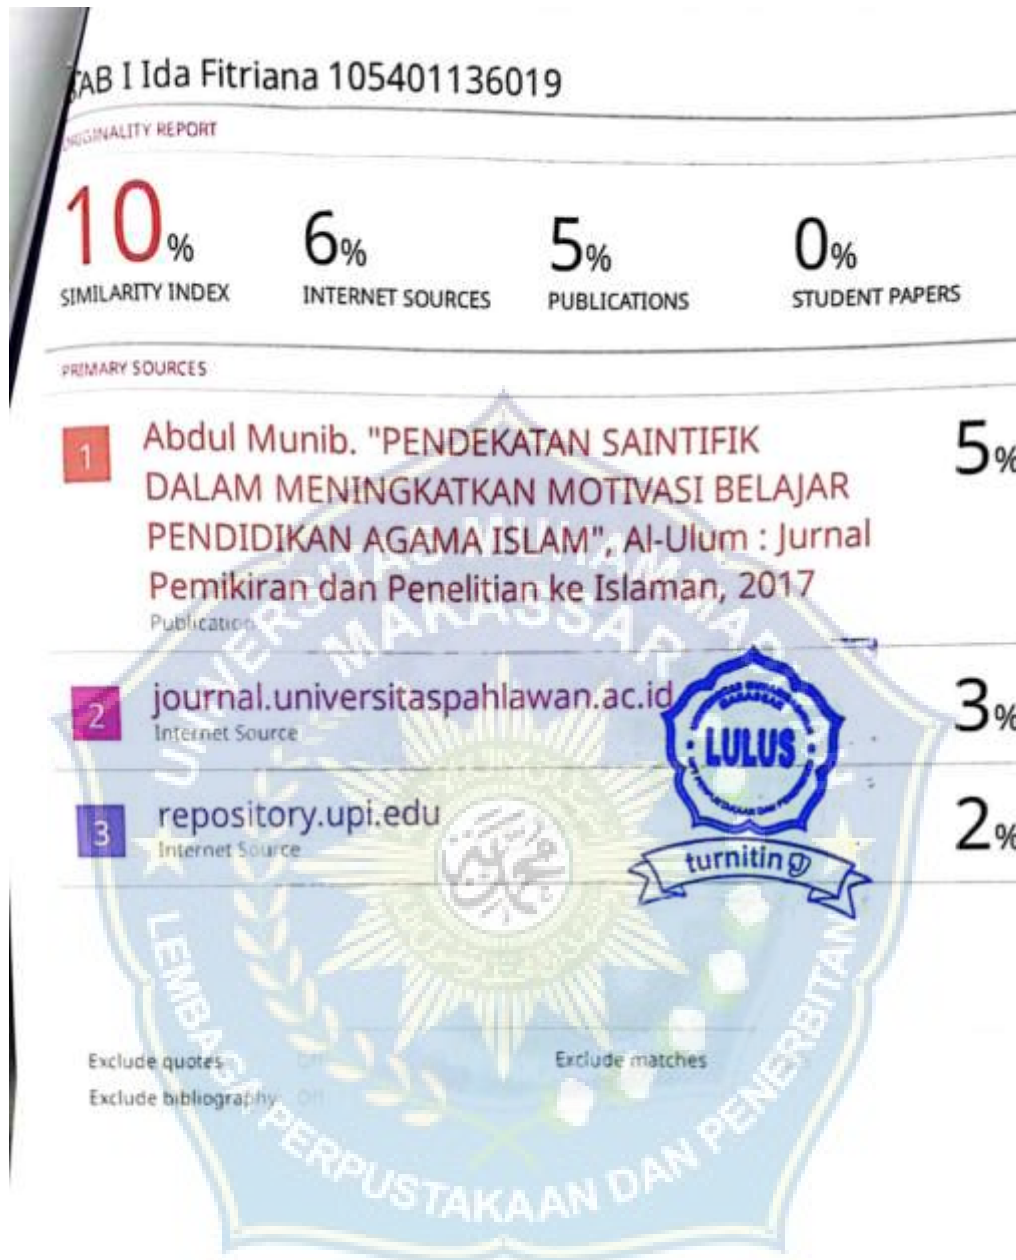 BAB I Ida Fitriana 105401136019
ORIGINALITY REPORT
10%
SIMILARITY INDEX
6%
INTERNET SOURCES
5%
PUBLICATIONS
0%
STUDENT PAPERS
PRIMARY SOURCES
1
Abdul Munib. "PENDEKATAN SAINTIFIK
DALAM MENINGKATKAN MOTIVASI BELAJAR
PENDIDIKAN AGAMA ISLAM", Al-Ulum : Jurnal
Pemikiran dan Penelitian ke Islaman, 2017
Publication
5%
2
journal.universitaspahlawan.ac.id
Internet Source
3%
3
repository.upi.edu
Internet Source
2%
LULUS
turnitin
Exclude quotes Off
Exclude matches
Exclude bibliography Off
UNIVERSITAS MUHAMMADIYAH
MAKASSAR
LEMBAGA PERPUSTAKAAN DAN PENERBITAN